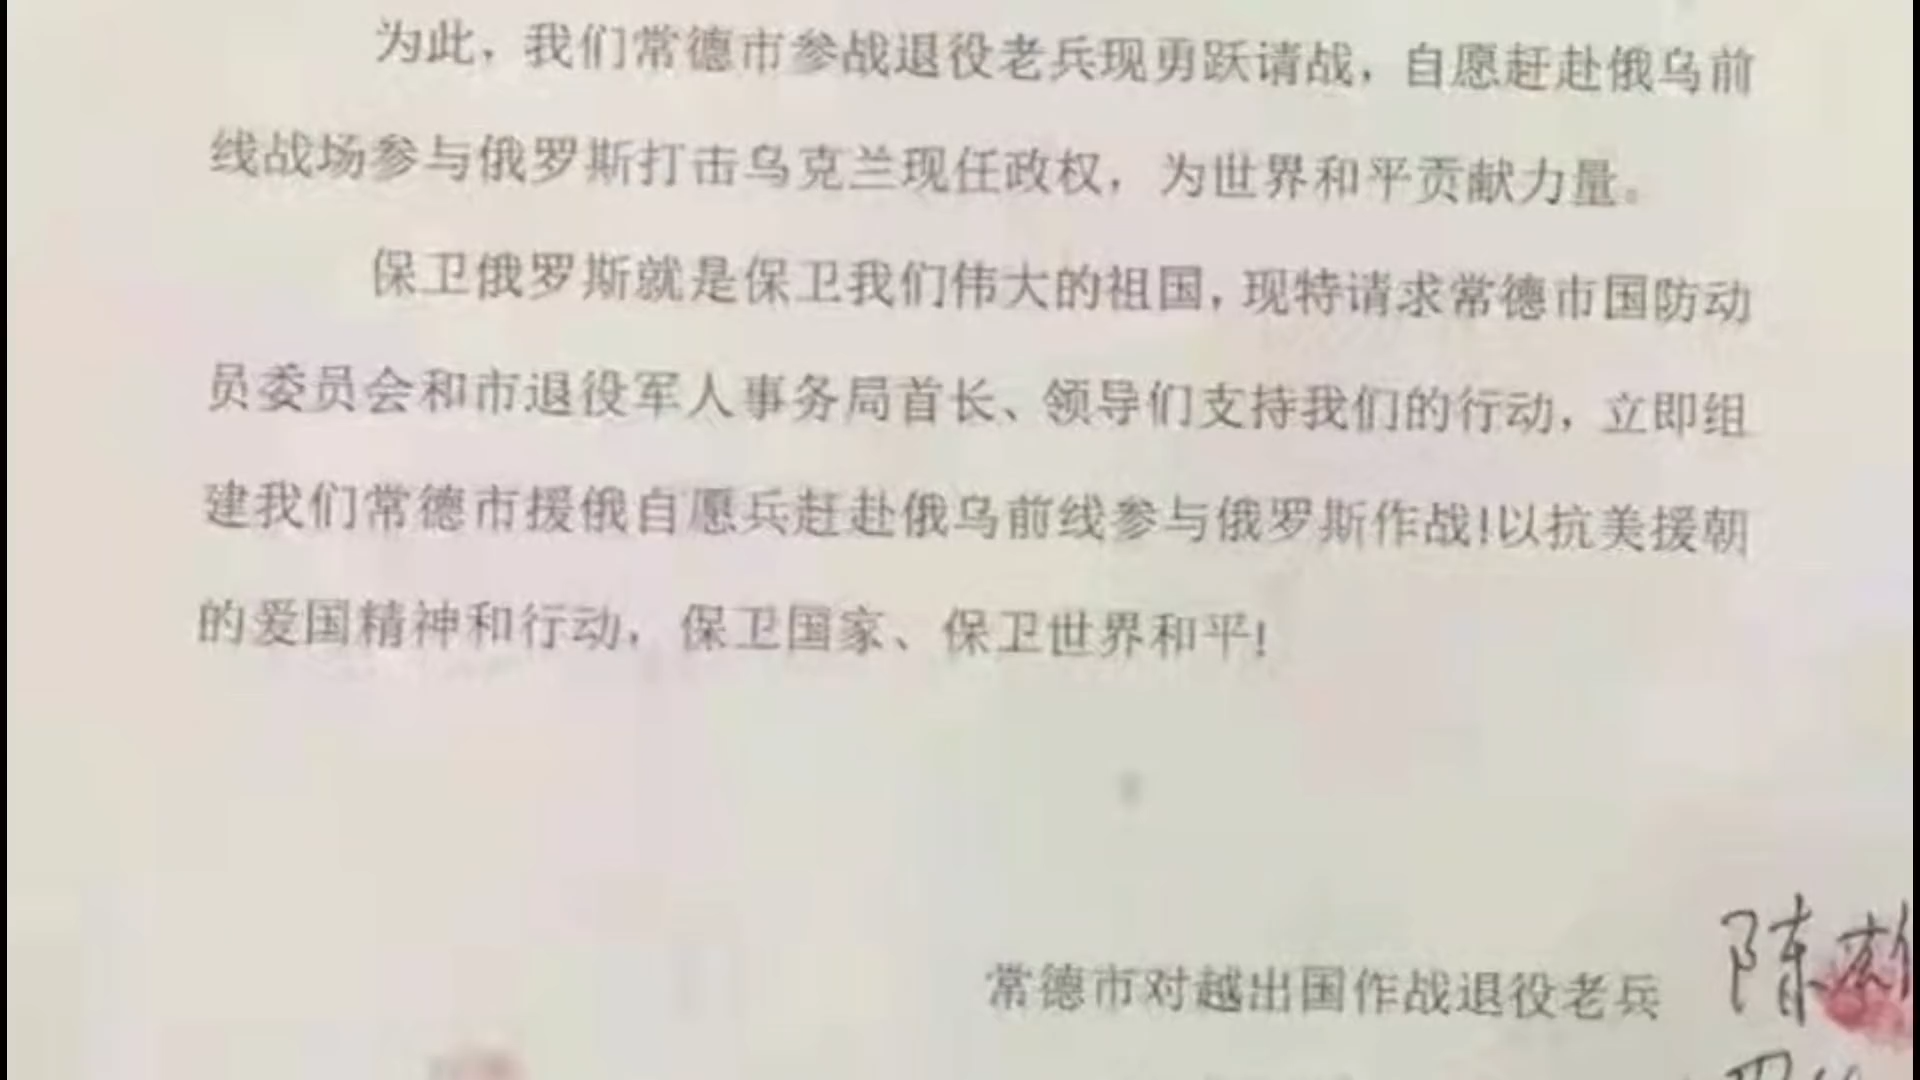 为此，我们常德市参战退役老兵现勇跃请战，自愿赶赴俄乌前
线战场参与俄罗斯打击乌克兰现任政权，为世界和平贡献力量。
保卫俄罗斯就是保卫我们伟大的祖国，现特请求常德市国防动
员委员会和市退役军人事务局首长、领导们支持我们的行动，立即组
建我们常德市援俄自愿兵赶赴俄乌前线参与俄罗斯作战!以抗美援朝
的爱国精神和行动，保卫国家、保卫世界和平!
常德市对越出国作战退役老兵
陈